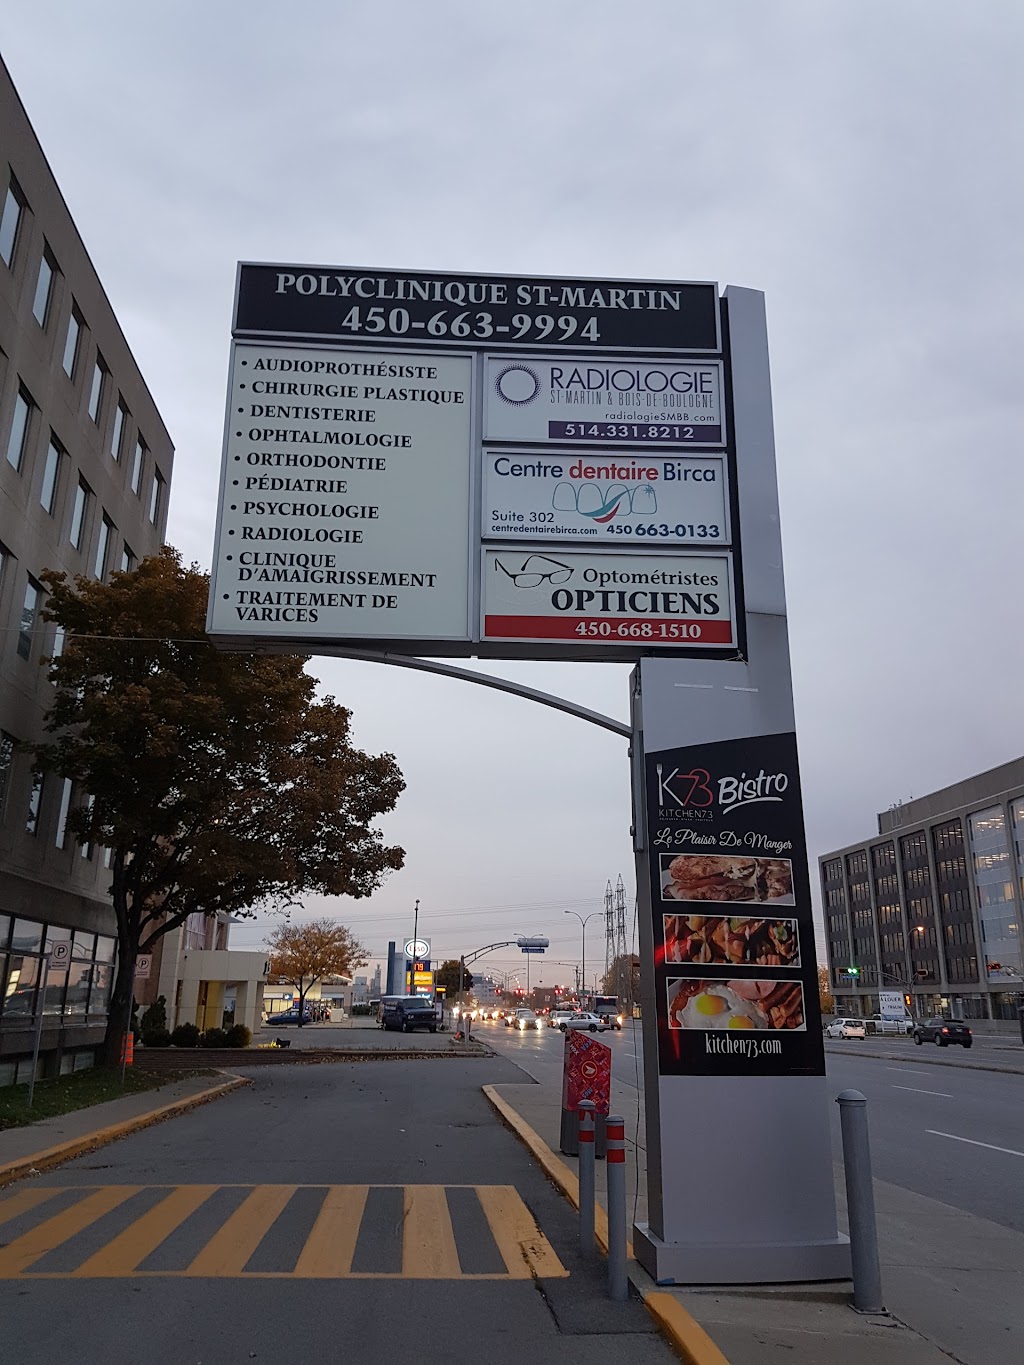 POLYCLINIQUE ST-MARTIN
450-663-9994
• AUDIOPROTHÉSISTE
• CHIRURGIE PLASTIQUE
• DENTISTERIE
• OPHTALMOLOGIE
• ORTHODONTIE
• PÉDIATRIE
• PSYCHOLOGIE
• RADIOLOGIE
• CLINIQUE
D'AMAIGRISSEMENT
• TRAITEMENT DE
VARICES
RADIOLOGIE
ST-MARTIN & BOIS-DE-BOULOGNE
radiologieSMBB.com
514.331.8212
Centre dentaire Birca
Suite 302
centredentairebirca.com 450 663-0133
Optométristes
OPTICIENS
450-668-1510
K73 Bistro
KITCHEN73
Le Plaisir De Manger
kitchen73.com
Esso
A LOUER